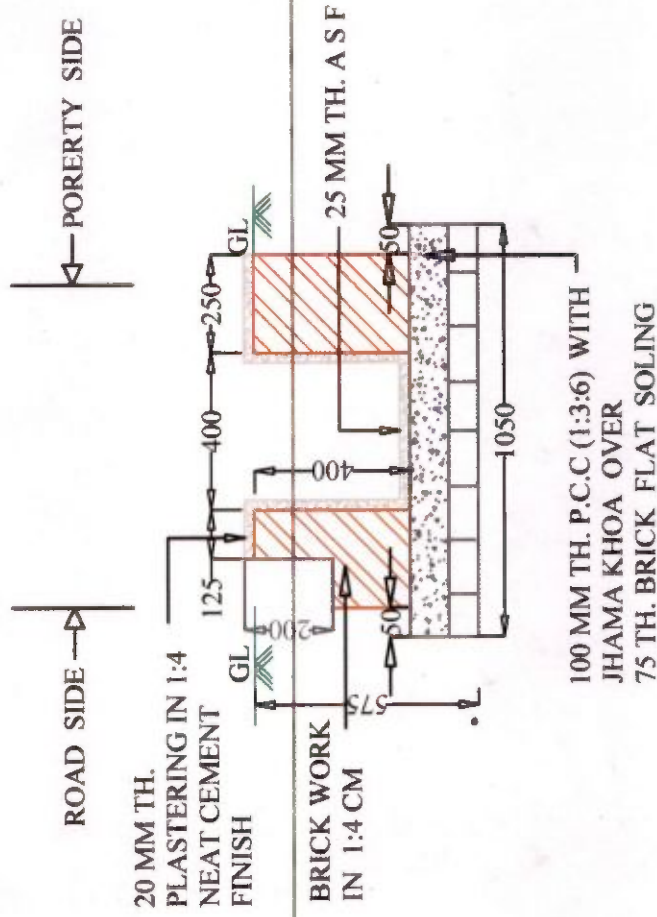 ROAD SIDE
PORERTY SIDE
20 MM TH.
PLASTERING IN 1:4
NEAT CEMENT
FINISH
125
400
250
GL
GL
200
400
BRICK WORK
IN 1:4 CM
575
50
50
25 MM TH. A S F
1050
100 MM TH. P.C.C (1:3:6) WITH
JHAMA KHOA OVER
75 TH. BRICK FLAT SOLING